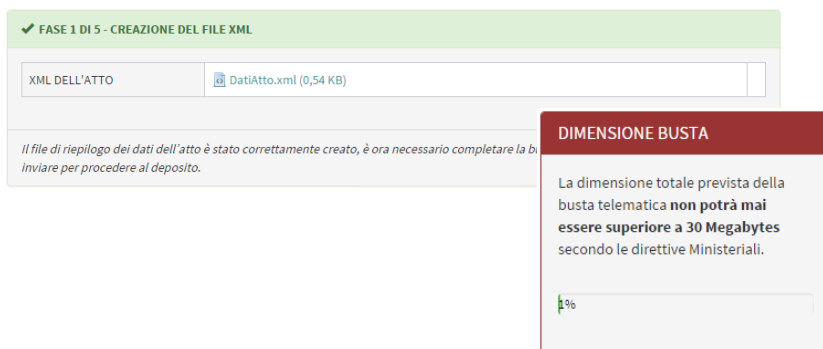 ✔ FASE 1 DI 5 - CREAZIONE DEL FILE XML
XML DELL'ATTO
DatiAtto.xml (0,54 KB)
Il file di riepilogo dei dati dell'atto è stato correttamente creato, è ora necessario completare la
inviare per procedere al deposito.
DIMENSIONE BUSTA
La dimensione totale prevista della
busta telematica non potrà mai
essere superiore a 30 Megabytes
secondo le direttive Ministeriali.
1%